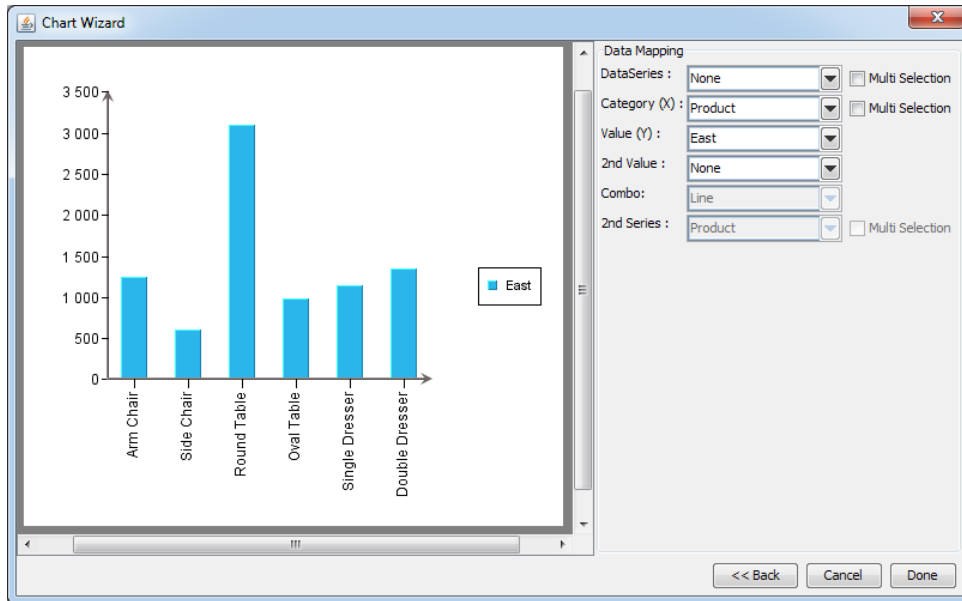 Chart Wizard
3 500
3 000
2 500
2 000
1 500
1 000
500
0
Arm Chair
Side Chair
Round Table
Oval Table
Single Dresser
Double Dresser
East
Data Mapping
DataSeries : None Multi Selection
Category (X) : Product Multi Selection
Value (Y) : East
2nd Value : None
Combo: Line
2nd Series : Product Multi Selection
<< Back Cancel Done